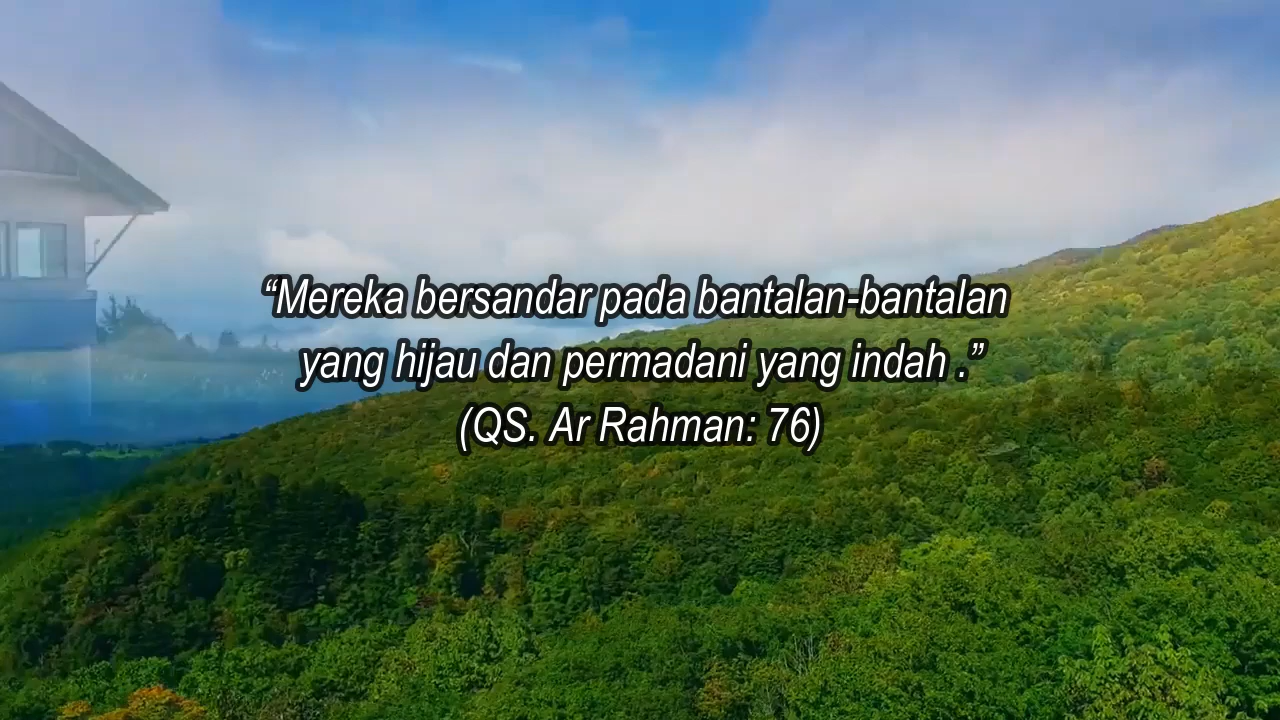 “Mereka bersandar pada bantalan-bantalan
yang hijau dan permadani yang indah .”
(QS. Ar Rahman: 76)